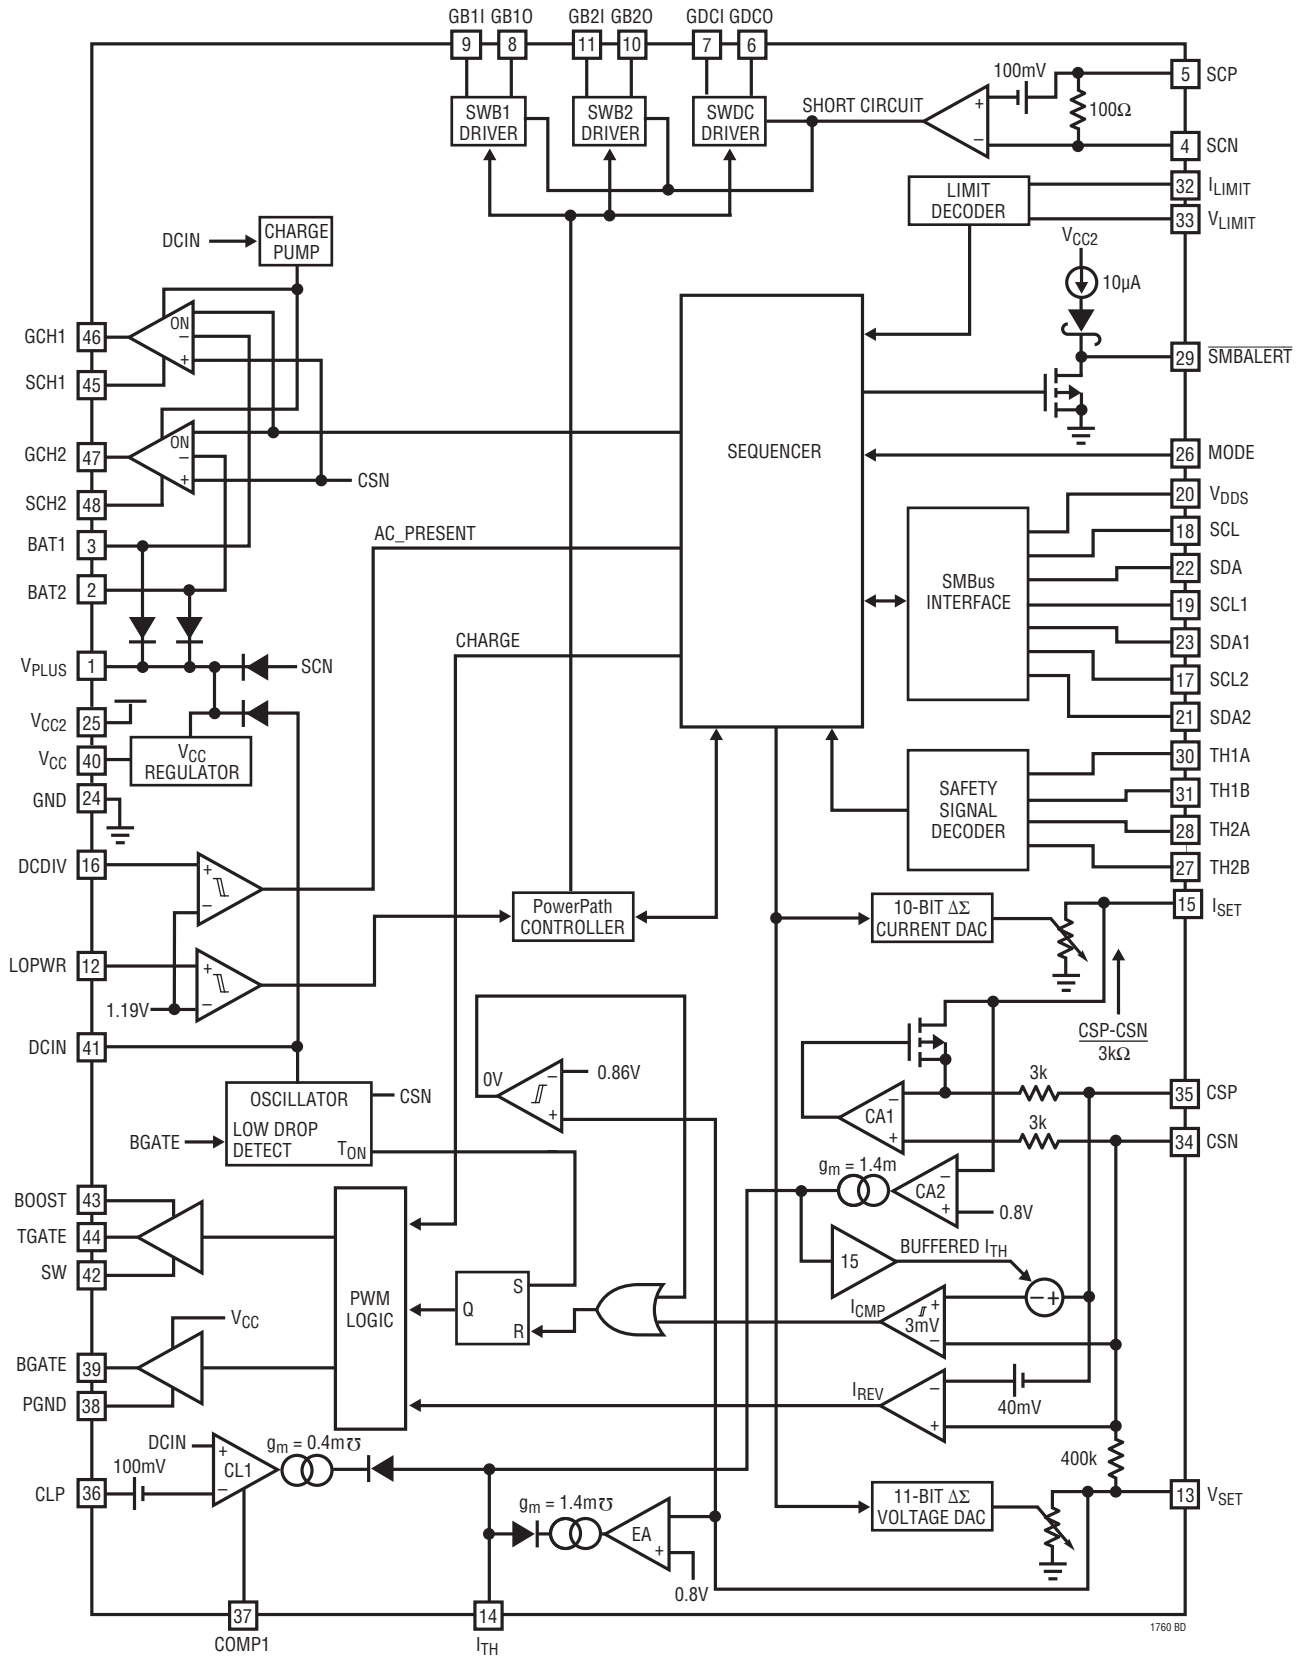 GB1I GB1O
GB2I GB2O
GDCI GDCO
9
8
11
10
7
6
SWB1
DRIVER
SWB2
DRIVER
SWDC
DRIVER
SHORT CIRCUIT
+
–
100mV
100Ω
5
SCP
4
SCN
LIMIT
DECODER
32
ILIMIT
33
VLIMIT
VCC2
10µA
29
SMBALERT
DCIN
CHARGE
PUMP
GCH1
46
ON
–
+
SCH1
45
GCH2
47
ON
–
+
CSN
SCH2
48
BAT1
3
BAT2
2
AC_PRESENT
CHARGE
SEQUENCER
26
MODE
SMBus
INTERFACE
20
VDDS
18
SCL
22
SDA
19
SCL1
23
SDA1
17
SCL2
21
SDA2
VPLUS
1
SCN
VCC2
25
VCC
40
VCC
REGULATOR
GND
24
SAFETY
SIGNAL
DECODER
30
TH1A
31
TH1B
28
TH2A
27
TH2B
DCDIV
16
+
–
LOPWR
12
+
–
1.19V
PowerPath
CONTROLLER
10-BIT ΔΣ
CURRENT DAC
15
ISET
CSP-CSN
3kΩ
DCIN
41
OSCILLATOR
LOW DROP
DETECT
TON
CSN
BGATE
0V
–
+
0.86V
CA1
–
+
3k
3k
35
CSP
34
CSN
gm = 1.4m
CA2
–
+
0.8V
BOOST
43
TGATE
44
SW
42
PWM
LOGIC
S
Q
R
15
BUFFERED ITH
–+
ICMP
+
3mV
–
VCC
BGATE
39
PGND
38
IREV
–
+
40mV
400k
DCIN
100mV
CLP
36
+
CL1
–
gm = 0.4m℧
gm = 1.4m℧
EA
–
+
0.8V
11-BIT ΔΣ
VOLTAGE DAC
13
VSET
37
COMP1
14
ITH
1760 BD